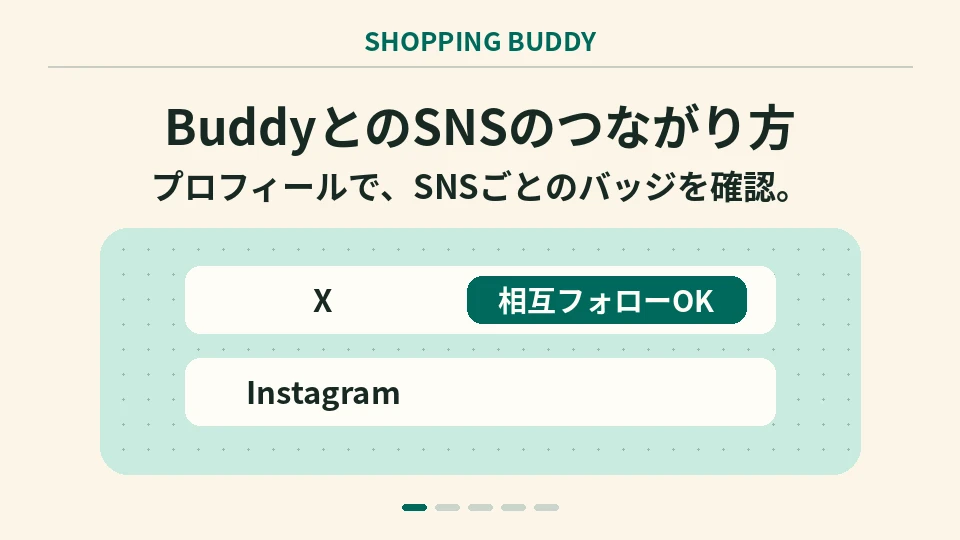 SHOPPING BUDDY
BuddyとのSNSのつながり方
プロフィールで、SNSごとのバッジを確認。
X 相互フォローOK
Instagram